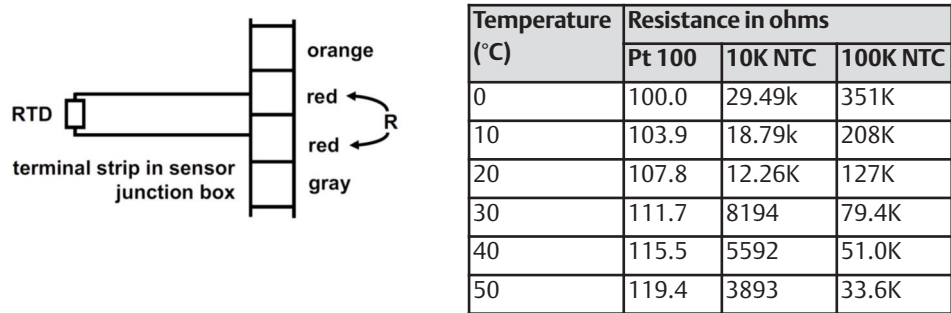 orange
red
RTD
R
red
terminal strip in sensor
junction box
gray
Temperature (°C) Resistance in ohms
Pt 100 10K NTC 100K NTC
0 100.0 29.49k 351K
10 103.9 18.79k 208K
20 107.8 12.26K 127K
30 111.7 8194 79.4K
40 115.5 5592 51.0K
50 119.4 3893 33.6K